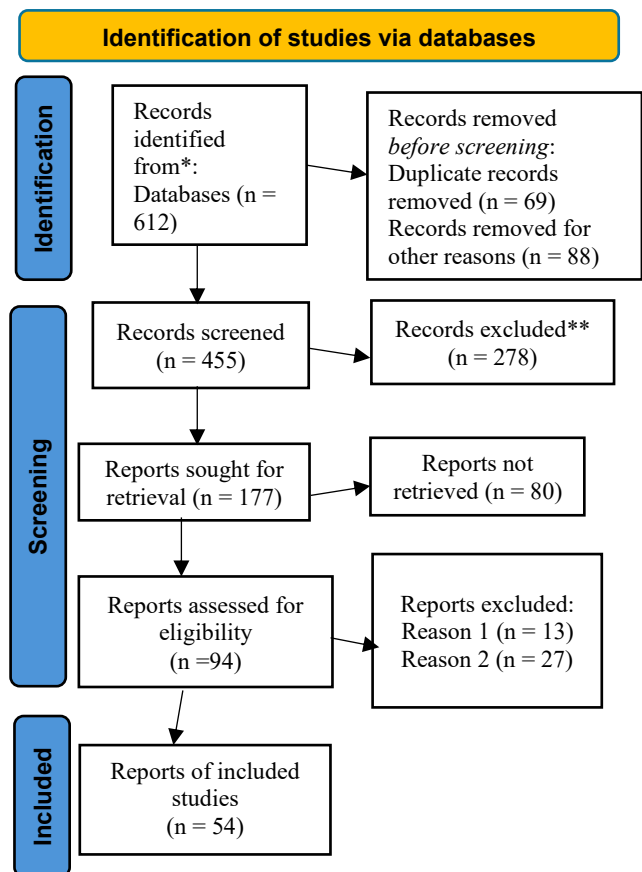 Identification of studies via databases
Identification
Records
identified
from*:
Databases (n =
612)
Records removed
before screening:
Duplicate records
removed (n = 69)
Records removed for
other reasons (n = 88)
Screening
Records screened
(n = 455)
Records excluded**
(n = 278)
Reports sought for
retrieval (n = 177)
Reports not
retrieved (n = 80)
Reports assessed for
eligibility
(n =94)
Reports excluded:
Reason 1 (n = 13)
Reason 2 (n = 27)
Included
Reports of included
studies
(n = 54)